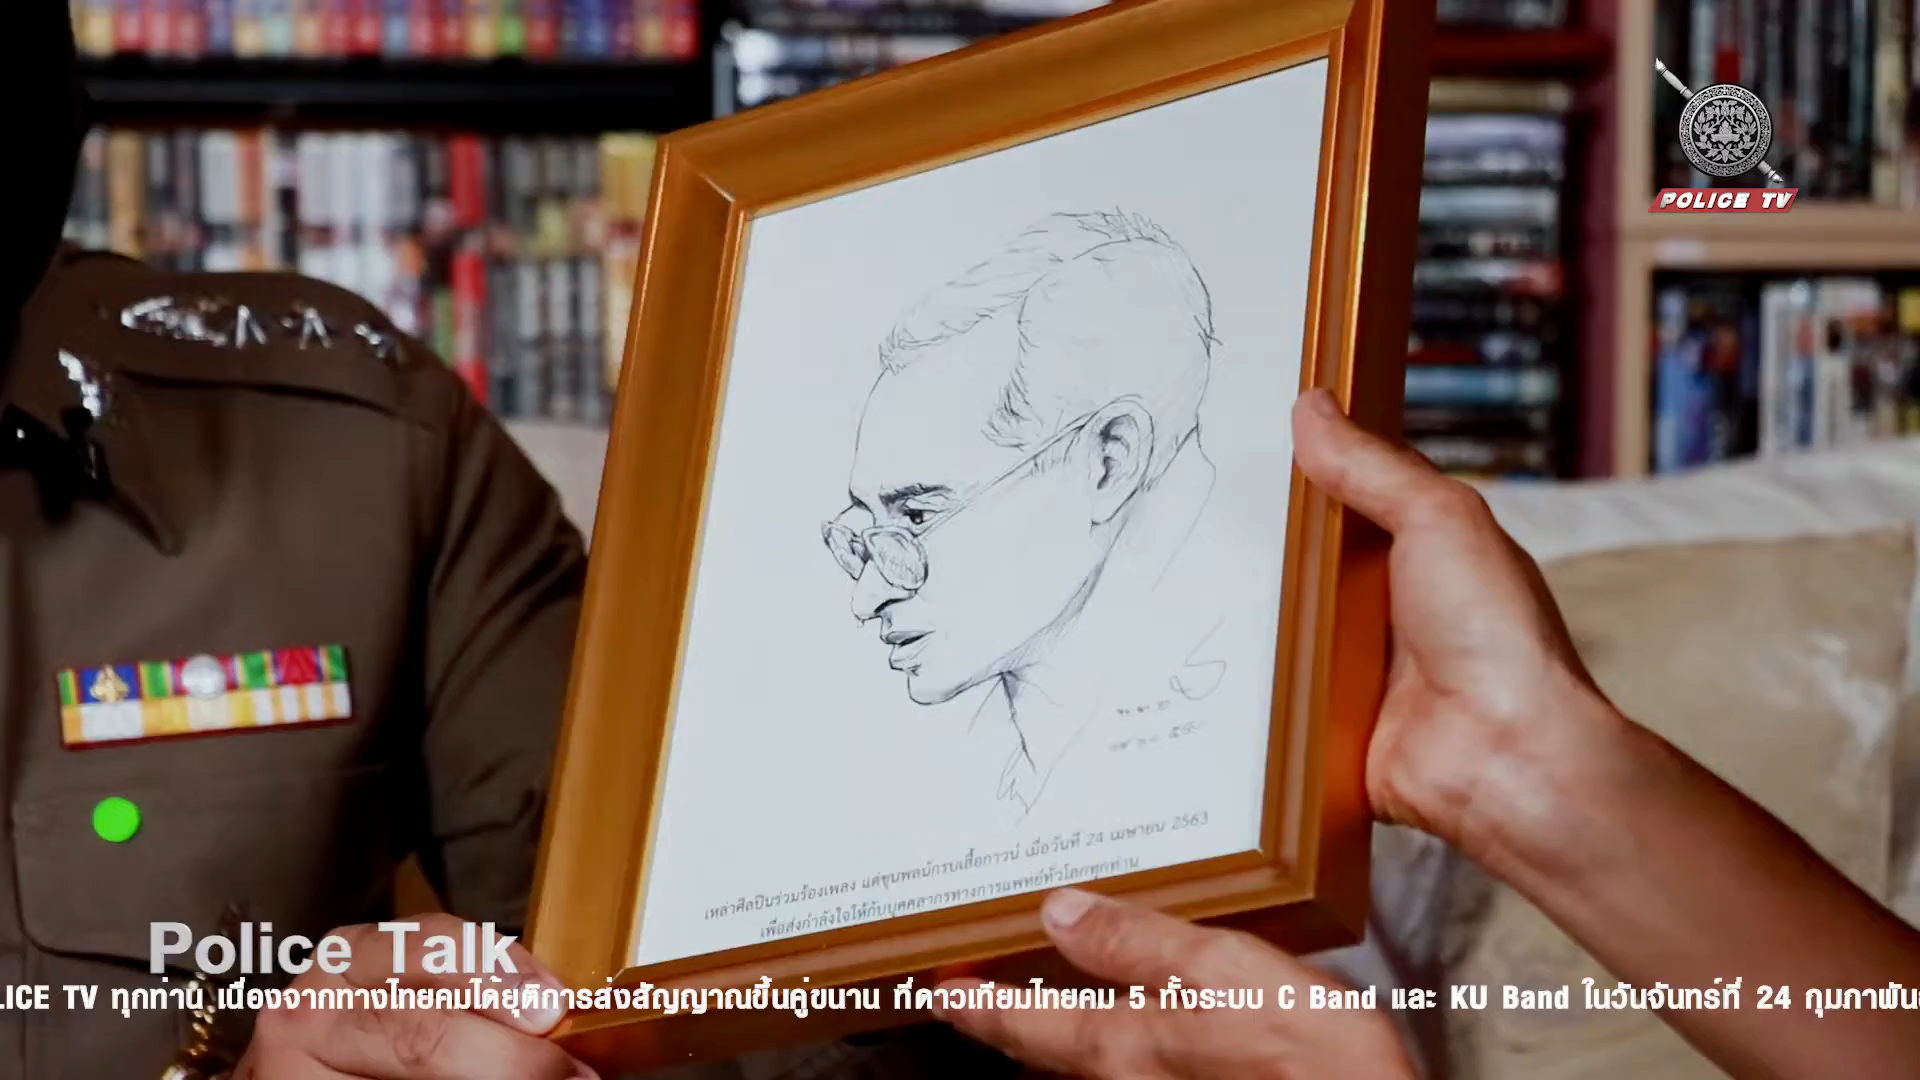 POLICE TV
เหล่าศิลปินร่วมร้องเพลง แด่ขุนพลนักรบเสื้อกาวน์ เมื่อวันที่ 24 เมษายน 2563
เพื่อส่งกำลังใจให้กับบุคคลากรทางการแพทย์ทั่วโลกทุกท่าน
Police Talk
LICE TV ทุกท่าน เนื่องจากทางไทยคมได้ยุติการส่งสัญญาณขึ้นคู่ขนาน ที่ดาวเทียมไทยคม 5 ทั้งระบบ C Band และ KU Band ในวันจันทร์ที่ 24